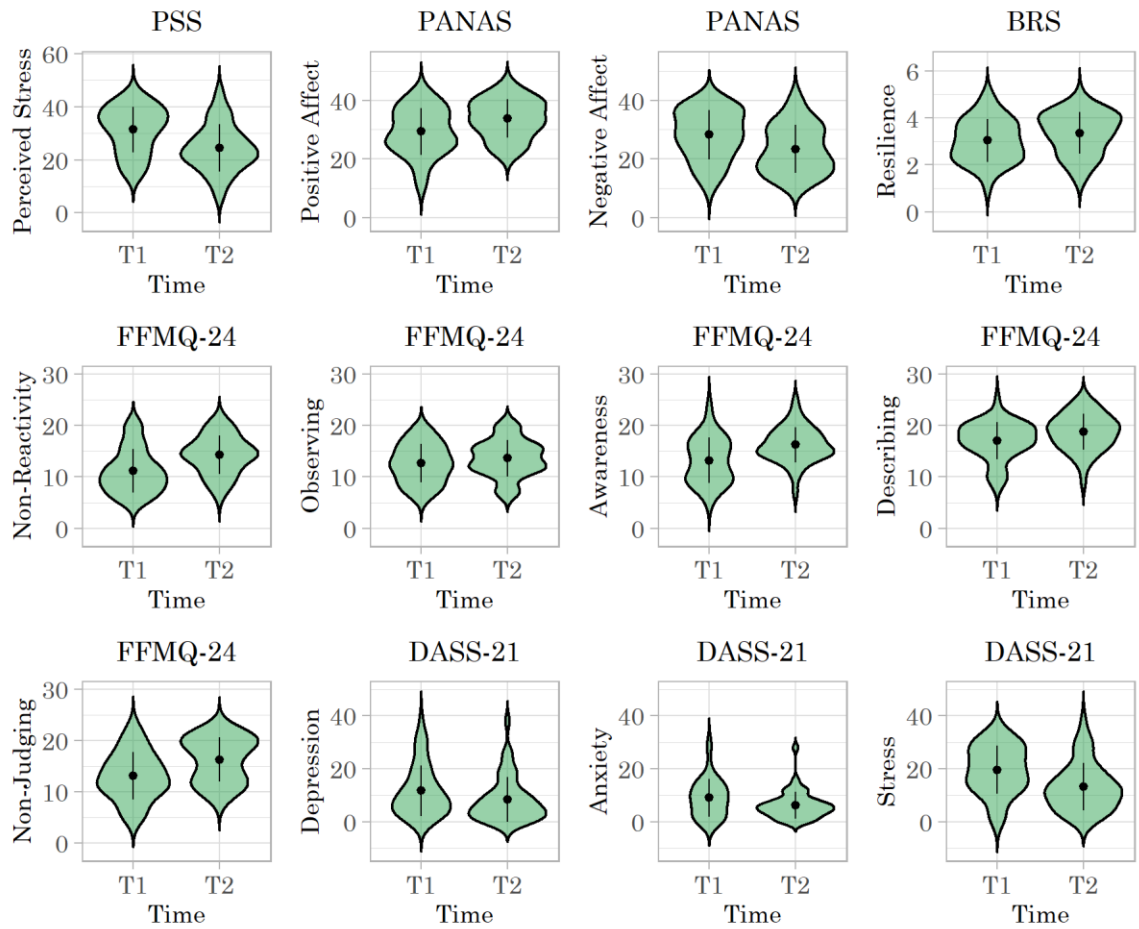 PSS
PANAS
PANAS
BRS
Perceived Stress
60
40
20
0
T1 T2
Time
Positive Affect
40
20
0
T1 T2
Time
Negative Affect
40
20
0
T1 T2
Time
Resilience
6
4
2
0
T1 T2
Time
FFMQ-24
FFMQ-24
FFMQ-24
FFMQ-24
Non-Reactivity
30
20
10
0
T1 T2
Time
Observing
30
20
10
0
T1 T2
Time
Awareness
30
20
10
0
T1 T2
Time
Describing
30
20
10
0
T1 T2
Time
FFMQ-24
DASS-21
DASS-21
DASS-21
Non-Judging
30
20
10
0
T1 T2
Time
Depression
40
20
0
T1 T2
Time
Anxiety
40
20
0
T1 T2
Time
Stress
40
20
0
T1 T2
Time